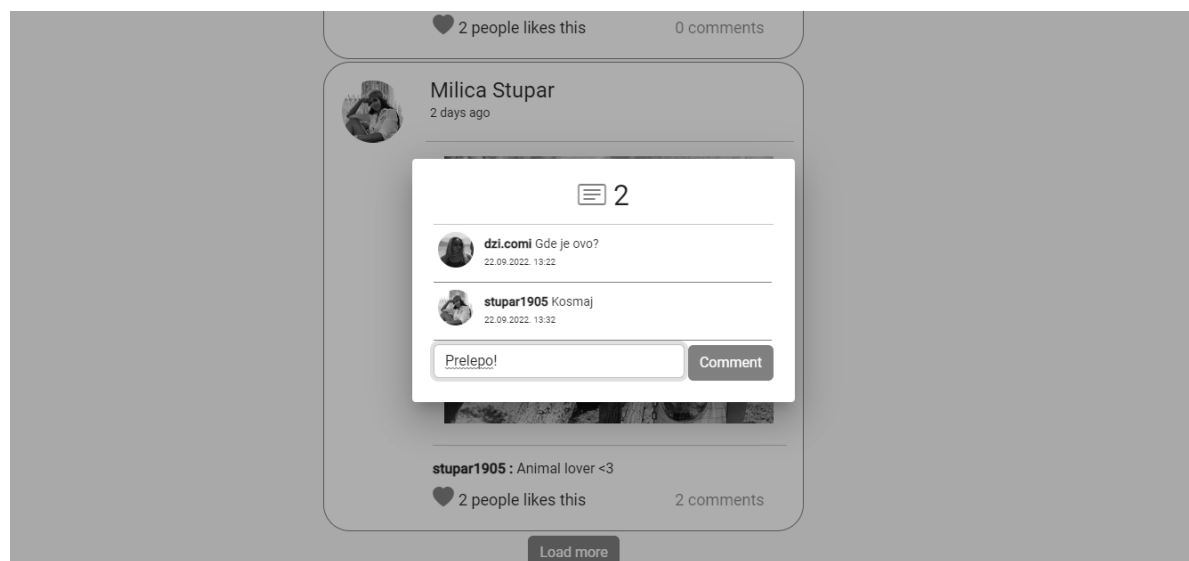 2 people likes this 0 comments
Milica Stupar
2 days ago
2
dzi.comi Gde je ovo?
22.09.2022. 13:22
stupar1905 Kosmaj
22.09.2022. 13:32
Prelepo! Comment
stupar1905 : Animal lover <3
2 people likes this 2 comments
Load more